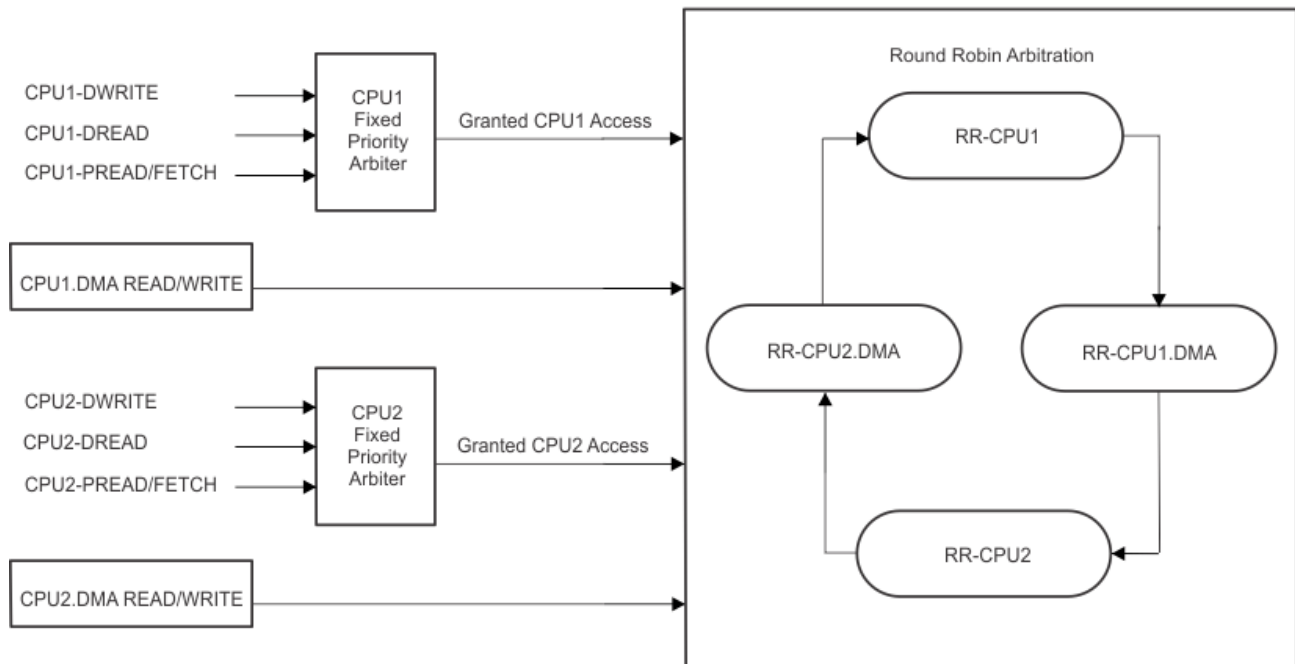 Round Robin Arbitration
CPU1-DWRITE
CPU1-DREAD
CPU1-PREAD/FETCH
CPU1
Fixed
Priority
Arbiter
Granted CPU1 Access
RR-CPU1
CPU1.DMA READ/WRITE
RR-CPU2.DMA
RR-CPU1.DMA
CPU2-DWRITE
CPU2-DREAD
CPU2-PREAD/FETCH
CPU2
Fixed
Priority
Arbiter
Granted CPU2 Access
RR-CPU2
CPU2.DMA READ/WRITE